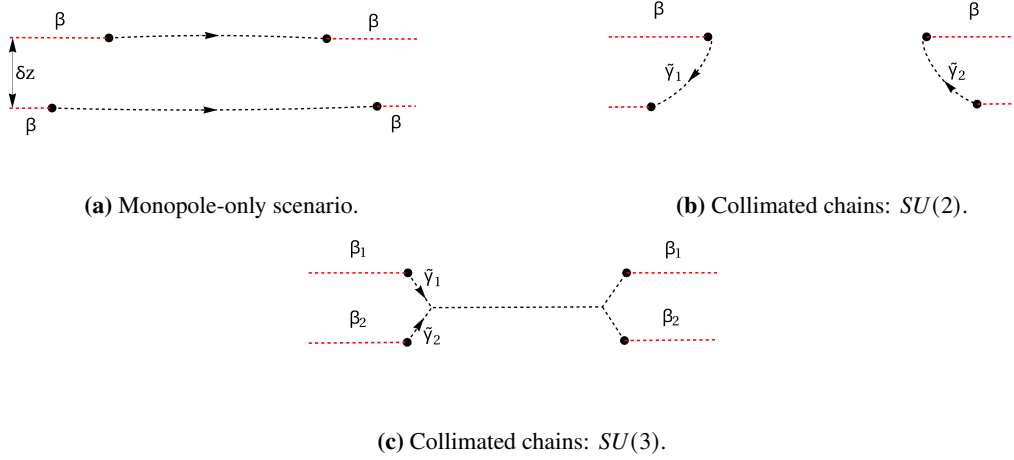 β β β
δz
γ̃₁ γ̃₂
β β
(a) Monopole-only scenario. (b) Collimated chains: SU(2).
β₁ β₁
γ̃₁
β₂ β₂
γ̃₂
(c) Collimated chains: SU(3).